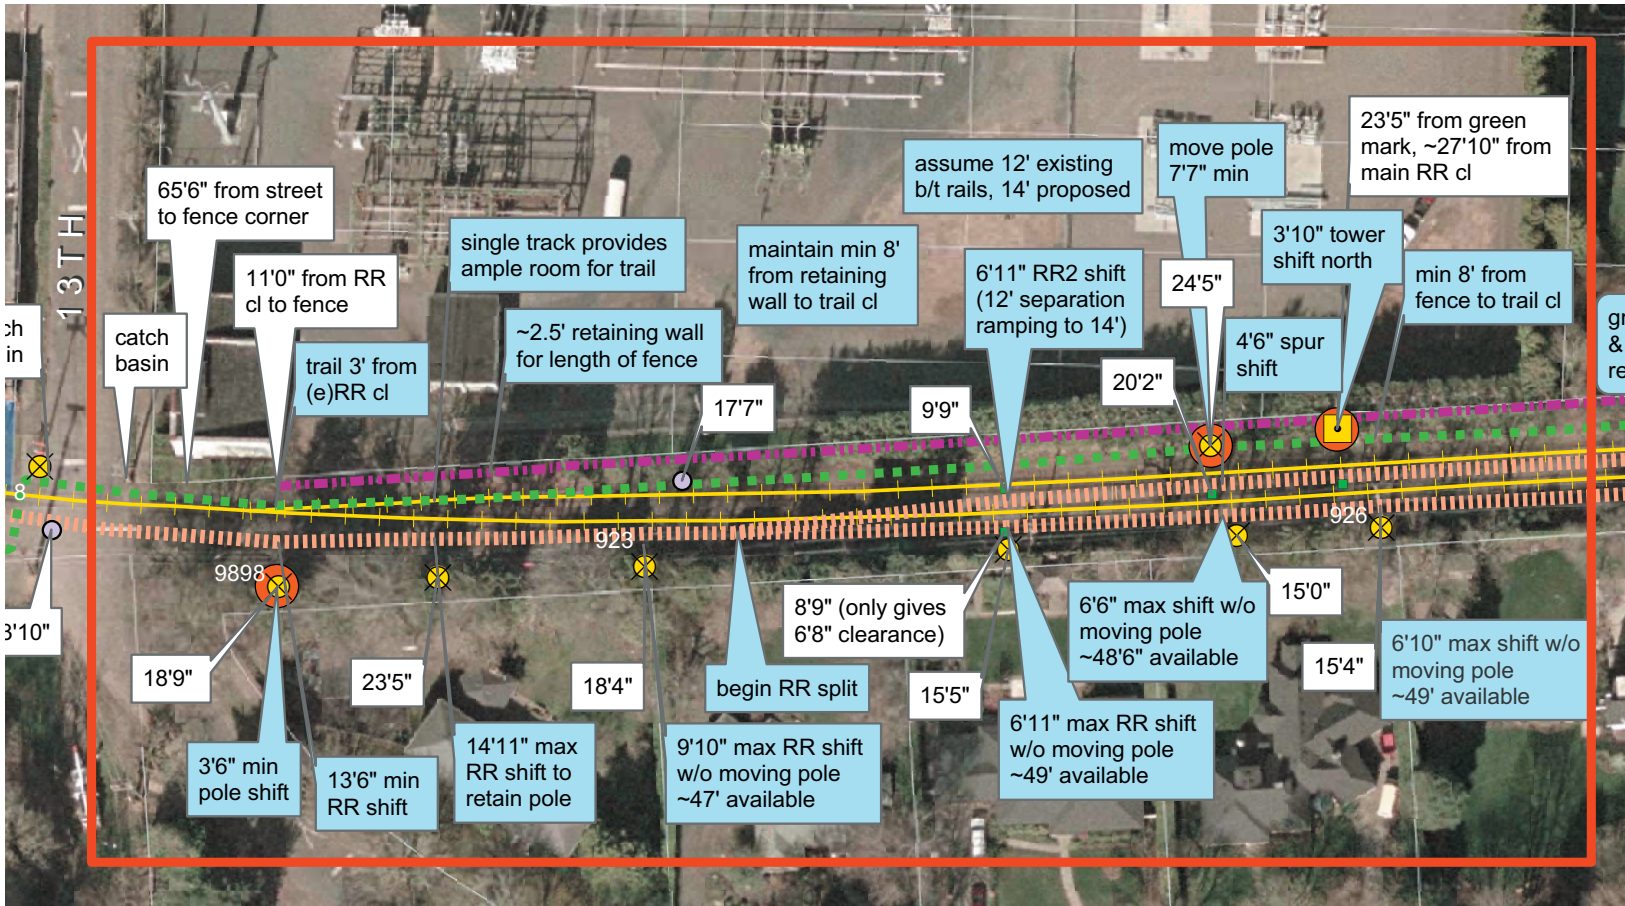 13TH
65'6" from street
to fence corner
11'0" from RR
cl to fence
catch
basin
ch
in
trail 3' from
(e)RR cl
single track provides
ample room for trail
~2.5' retaining wall
for length of fence
maintain min 8'
from retaining
wall to trail cl
assume 12' existing
b/t rails, 14' proposed
6'11" RR2 shift
(12' separation
ramping to 14')
move pole
7'7" min
24'5"
23'5" from green
mark, ~27'10" from
main RR cl
3'10" tower
shift north
min 8' from
fence to trail cl
4'6" spur
shift
gr
&
re
17'7"
9'9"
20'2"
8
9898
923
926
3'10"
18'9"
23'5"
18'4"
8'9" (only gives
6'8" clearance)
15'5"
6'6" max shift w/o
moving pole
~48'6" available
15'0"
15'4"
6'10" max shift w/o
moving pole
~49' available
begin RR split
3'6" min
pole shift
13'6" min
RR shift
14'11" max
RR shift to
retain pole
9'10" max RR shift
w/o moving pole
~47' available
6'11" max RR shift
w/o moving pole
~49' available